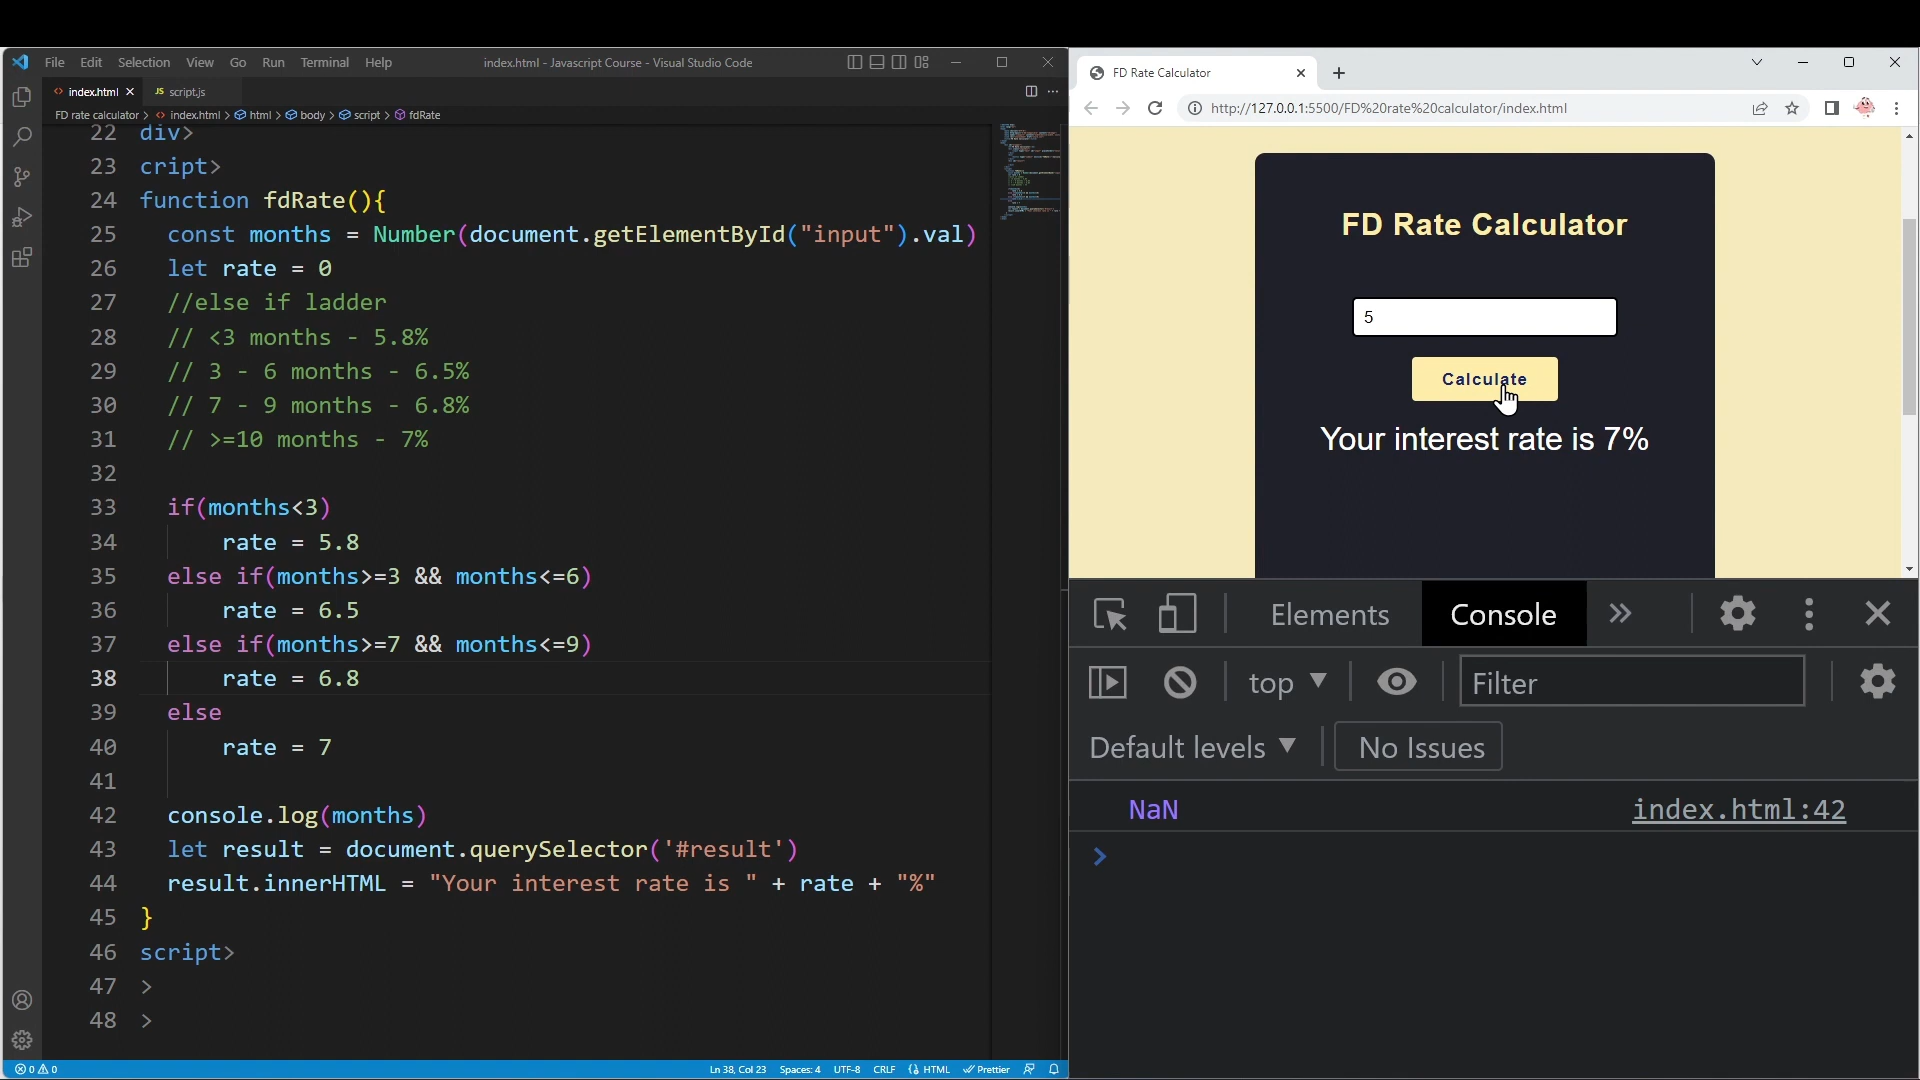 File Edit Selection View Go Run Terminal Help
index.html - Javascript Course - Visual Studio Code
index.html
JS script.js
FD rate calculator > index.html > html > body > script > fdRate
22 div>
23 cript>
24 function fdRate(){
25 const months = Number(document.getElementById("input").val)
26 let rate = 0
27 //else if ladder
28 // <3 months - 5.8%
29 // 3 - 6 months - 6.5%
30 // 7 - 9 months - 6.8%
31 // >=10 months - 7%
32
33 if(months<3)
34 rate = 5.8
35 else if(months>=3 && months<=6)
36 rate = 6.5
37 else if(months>=7 && months<=9)
38 rate = 6.8
39 else
40 rate = 7
41
42 console.log(months)
43 let result = document.querySelector('#result')
44 result.innerHTML = "Your interest rate is " + rate + "%"
45 }
46 script>
47 >
48 >
0 0
Ln 38, Col 23 Spaces: 4 UTF-8 CRLF HTML Prettier
FD Rate Calculator
http://127.0.0.1:5500/FD%20rate%20calculator/index.html
FD Rate Calculator
5
Calculate
Your interest rate is 7%
Elements Console
top Filter
Default levels No Issues
NaN index.html:42